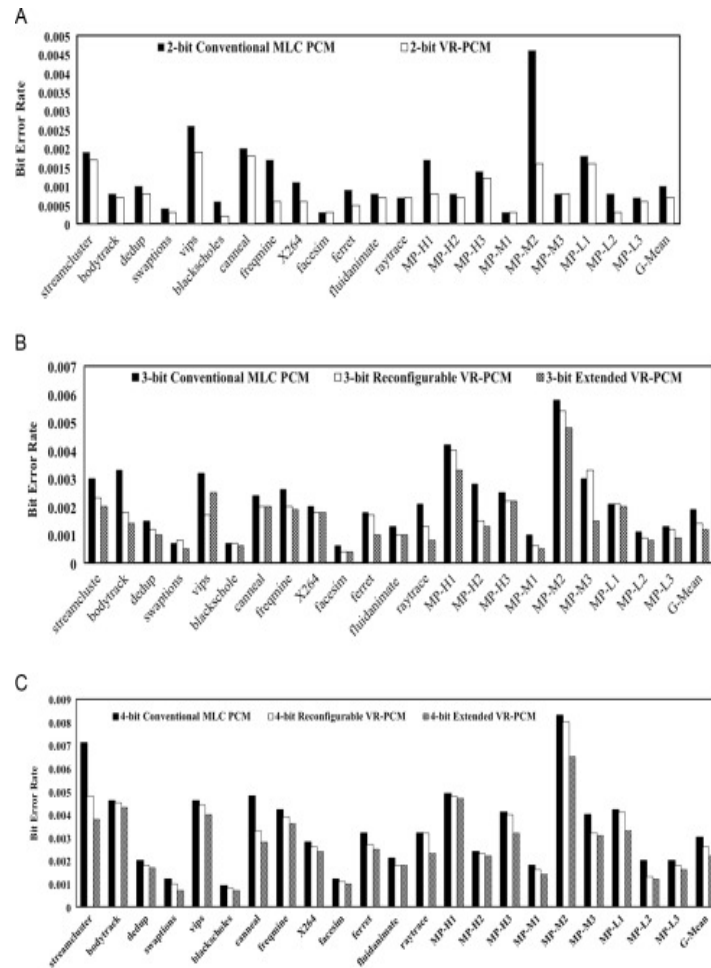 A
0.005
0.0045
0.004
0.0035
0.003
0.0025
0.002
0.0015
0.001
0.0005
0
Bit Error Rate
2-bit Conventional MLC PCM
2-bit VR-PCM
streamcluster
bodytrack
dedup
swaptions
vips
blackscholes
canneal
freqmine
X264
facesim
ferret
fluidanimate
raytrace
MP-H1
MP-H2
MP-H3
MP-M1
MP-M2
MP-M3
MP-L1
MP-L2
MP-L3
G-Mean
B
0.007
0.006
0.005
0.004
0.003
0.002
0.001
0
Bit Error Rate
3-bit Conventional MLC PCM
3-bit Reconfigurable VR-PCM
3-bit Extended VR-PCM
streamcluste
bodytrack
dedup
swaptions
vips
blackschole
canneal
freqmine
X264
facesim
ferret
fluidanimate
raytrace
MP-H1
MP-H2
MP-H3
MP-M1
MP-M2
MP-M3
MP-L1
MP-L2
MP-L3
G-Mean
C
0.009
0.008
0.007
0.006
0.005
0.004
0.003
0.002
0.001
0
Bit Error Rate
4-bit Conventional MLC PCM
4-bit Reconfigurable VR-PCM
4-bit Extended VR-PCM
streamcluster
bodytrack
dedup
swaptions
vips
blackscholes
canneal
freqmine
X264
facesim
ferret
fluidanimate
raytrace
MP-H1
MP-H2
MP-H3
MP-M1
MP-M2
MP-M3
MP-L1
MP-L2
MP-L3
G-Mean